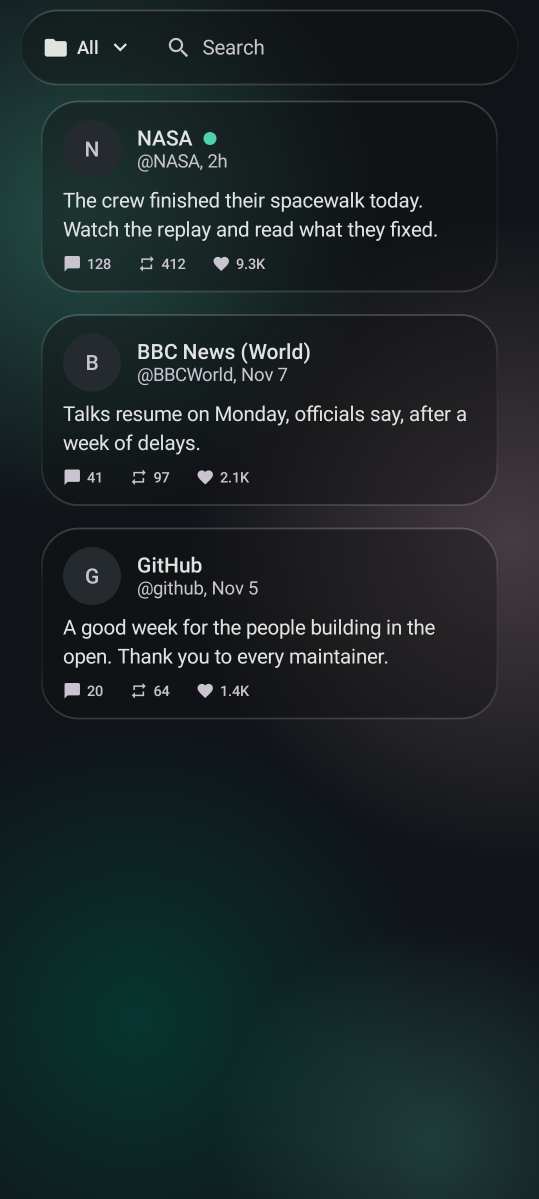 All
Search
N
NASA
@NASA, 2h
The crew finished their spacewalk today.
Watch the replay and read what they fixed.
128 412 9.3K
B
BBC News (World)
@BBCWorld, Nov 7
Talks resume on Monday, officials say, after a
week of delays.
41 97 2.1K
G
GitHub
@github, Nov 5
A good week for the people building in the
open. Thank you to every maintainer.
20 64 1.4K